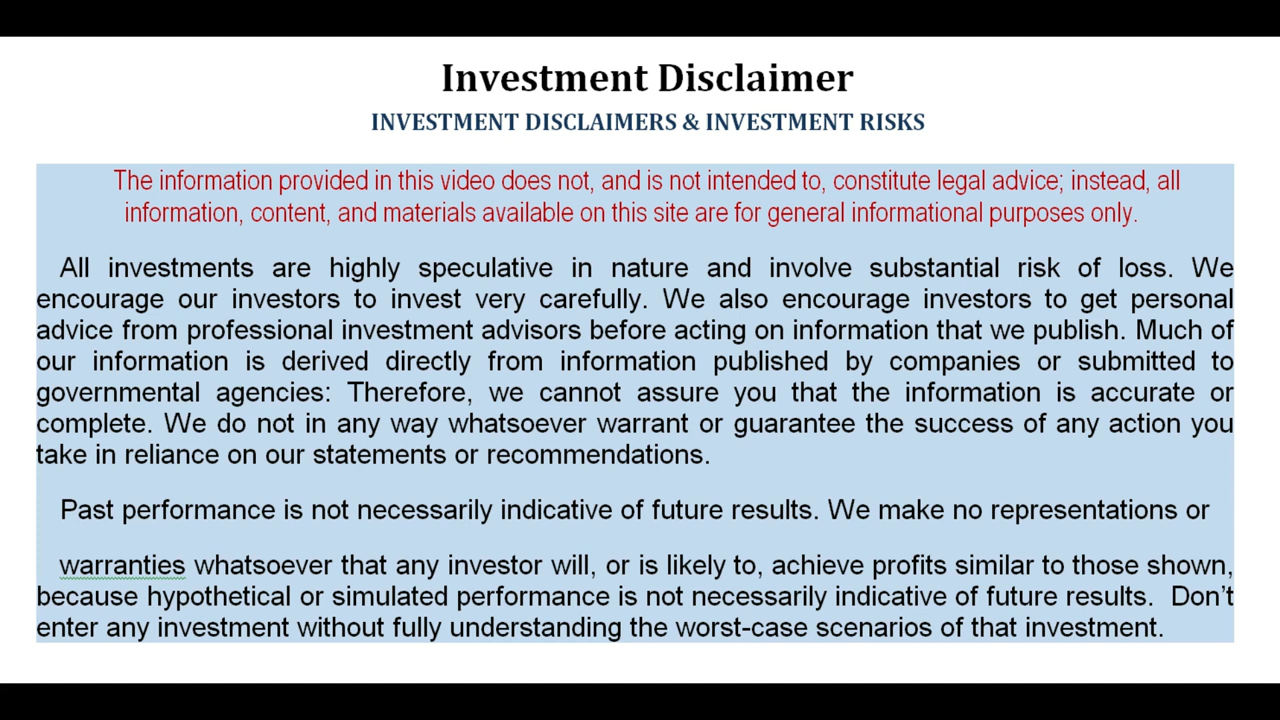 Investment Disclaimer
INVESTMENT DISCLAIMERS & INVESTMENT RISKS
The information provided in this video does not, and is not intended to, constitute legal advice; instead, all
information, content, and materials available on this site are for general informational purposes only.
All investments are highly speculative in nature and involve substantial risk of loss. We
encourage our investors to invest very carefully. We also encourage investors to get personal
advice from professional investment advisors before acting on information that we publish. Much of
our information is derived directly from information published by companies or submitted to
governmental agencies: Therefore, we cannot assure you that the information is accurate or
complete. We do not in any way whatsoever warrant or guarantee the success of any action you
take in reliance on our statements or recommendations.
Past performance is not necessarily indicative of future results. We make no representations or
warranties whatsoever that any investor will, or is likely to, achieve profits similar to those shown,
because hypothetical or simulated performance is not necessarily indicative of future results. Don’t
enter any investment without fully understanding the worst-case scenarios of that investment.